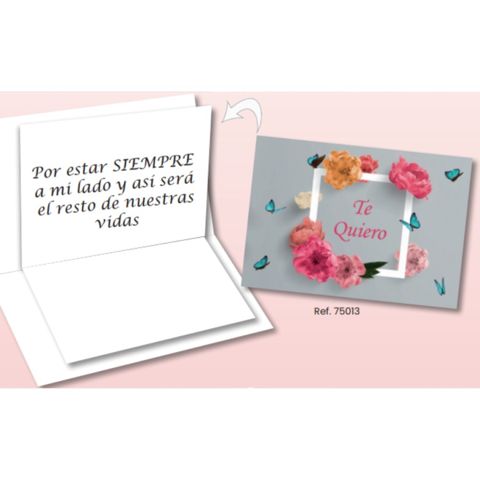 Por estar SIEMPRE
a mi lado y así será
el resto de nuestras
vidas
Te
Quiero
Ref. 75013